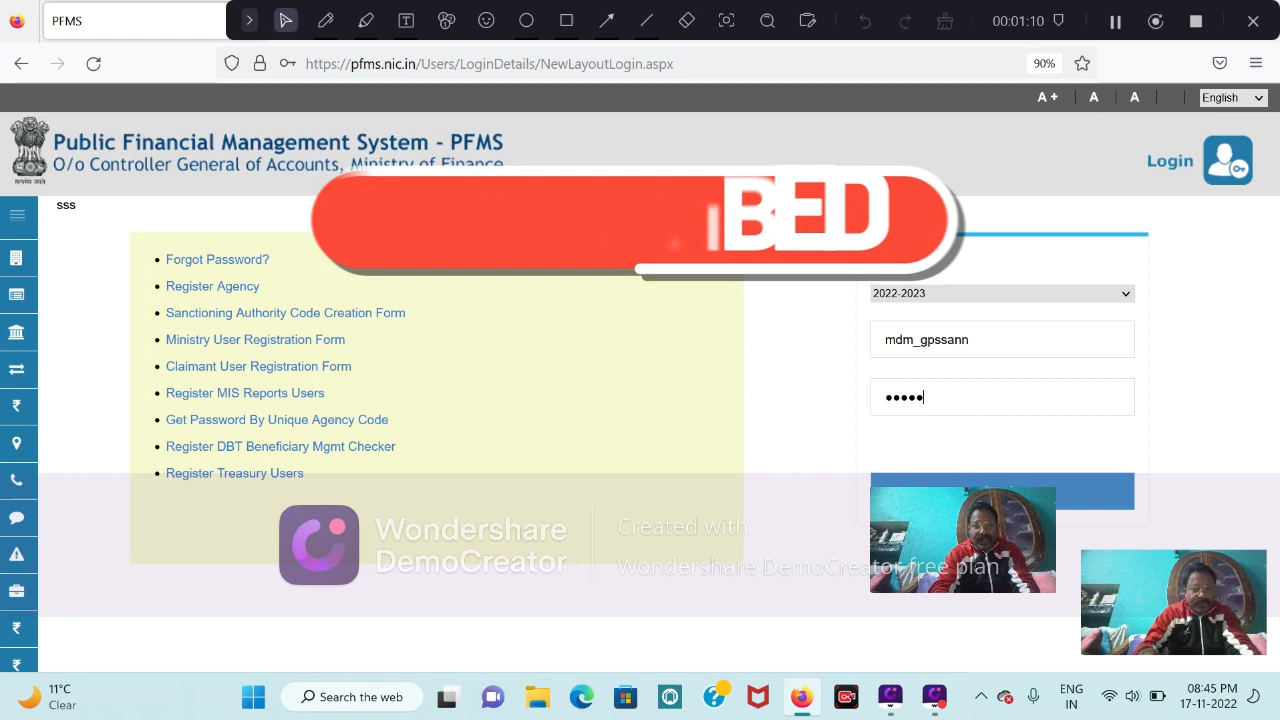 PFMS
00:01:10
https://pfms.nic.in/Users/LoginDetails/NewLayoutLogin.aspx
90%
A +
A
A
English
Public Financial Management System - PFMS
O/o Controller General of Accounts, Ministry of Finance
Login
sss
BED
Forgot Password?
Register Agency
Sanctioning Authority Code Creation Form
Ministry User Registration Form
Claimant User Registration Form
Register MIS Reports Users
Get Password By Unique Agency Code
Register DBT Beneficiary Mgmt Checker
Register Treasury Users
2022-2023
mdm_gpssann
Wondershare
DemoCreator
Created with
Wondershare DemoCreator free plan
11°C
Clear
Search the web
ENG
IN
08:45 PM
17-11-2022